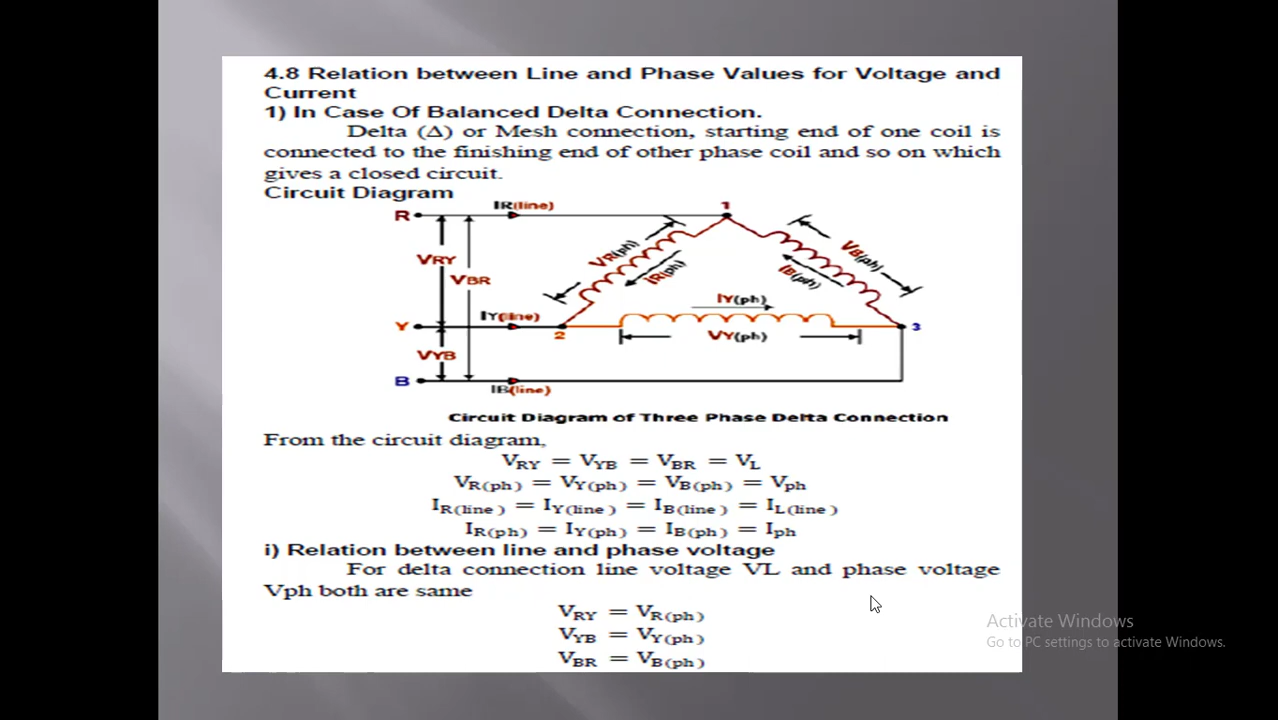 4.8 Relation between Line and Phase Values for Voltage and
Current
1) In Case Of Balanced Delta Connection.
Delta (Δ) or Mesh connection, starting end of one coil is
connected to the finishing end of other phase coil and so on which
gives a closed circuit.
Circuit Diagram
IR(line)
1
R
VR(ph)
IR(ph)
VB(ph)
IB(ph)
VRY
VBR
IY(ph)
IY(line)
Y
2
3
VY(ph)
VYB
B
IB(line)
Circuit Diagram of Three Phase Delta Connection
From the circuit diagram,
VRY = VYB = VBR = VL
VR(ph) = VY(ph) = VB(ph) = Vph
IR(line) = IY(line) = IB(line) = IL(line)
IR(ph) = IY(ph) = IB(ph) = Iph
i) Relation between line and phase voltage
For delta connection line voltage VL and phase voltage
Vph both are same
VRY = VR(ph)
VYB = VY(ph)
VBR = VB(ph)
Activate Windows
Go to PC settings to activate Windows.